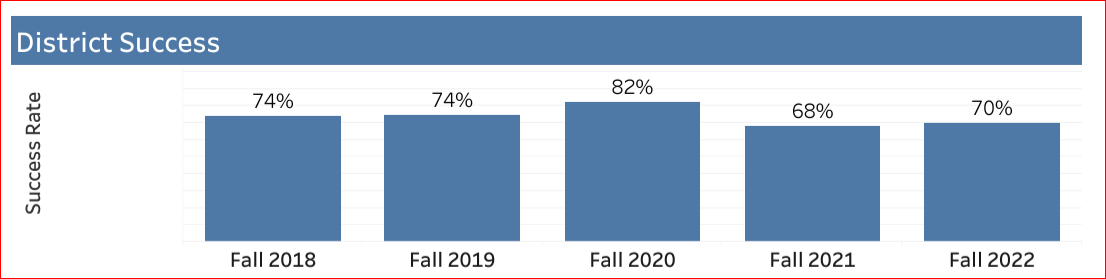 District Success
Success Rate
74%
74%
82%
68%
70%
Fall 2018
Fall 2019
Fall 2020
Fall 2021
Fall 2022